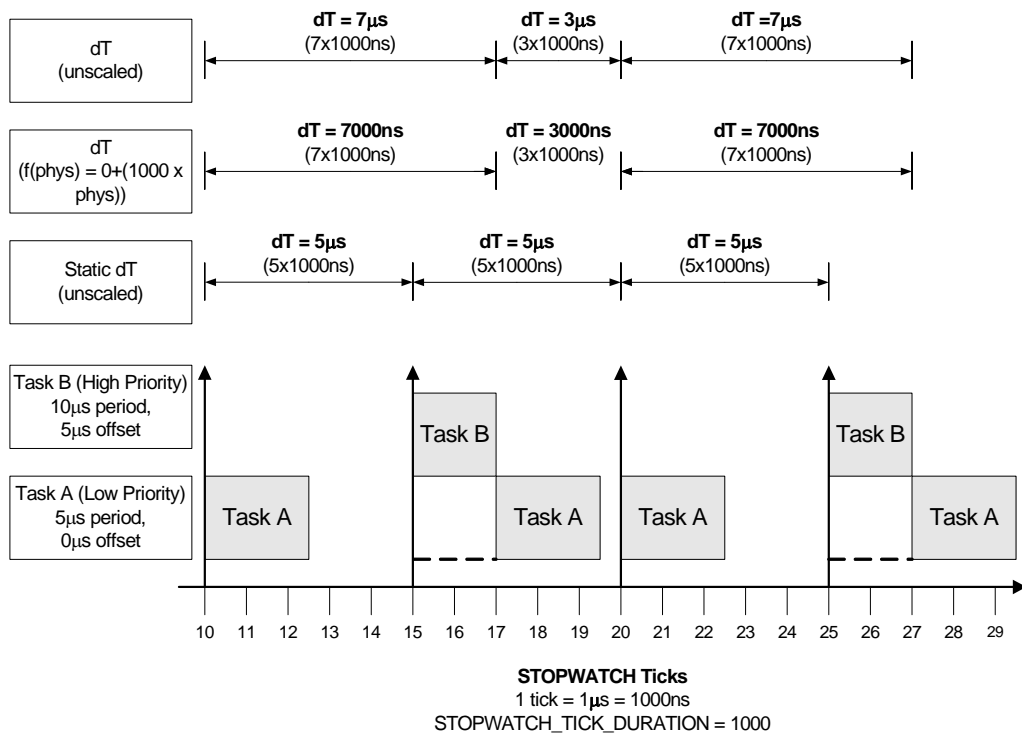 dT
(unscaled)
dT = 7μs
(7x1000ns)
dT = 3μs
(3x1000ns)
dT =7μs
(7x1000ns)
dT
(f(phys) = 0+(1000 x
phys))
dT = 7000ns
(7x1000ns)
dT = 3000ns
(3x1000ns)
dT = 7000ns
(7x1000ns)
Static dT
(unscaled)
dT = 5μs
(5x1000ns)
dT = 5μs
(5x1000ns)
dT = 5μs
(5x1000ns)
Task B (High Priority)
10μs period,
5μs offset
Task B
Task B
Task A (Low Priority)
5μs period,
0μs offset
Task A
Task A
Task A
Task A
10 11 12 13 14 15 16 17 18 19 20 21 22 23 24 25 26 27 28 29
STOPWATCH Ticks
1 tick = 1μs = 1000ns
STOPWATCH_TICK_DURATION = 1000